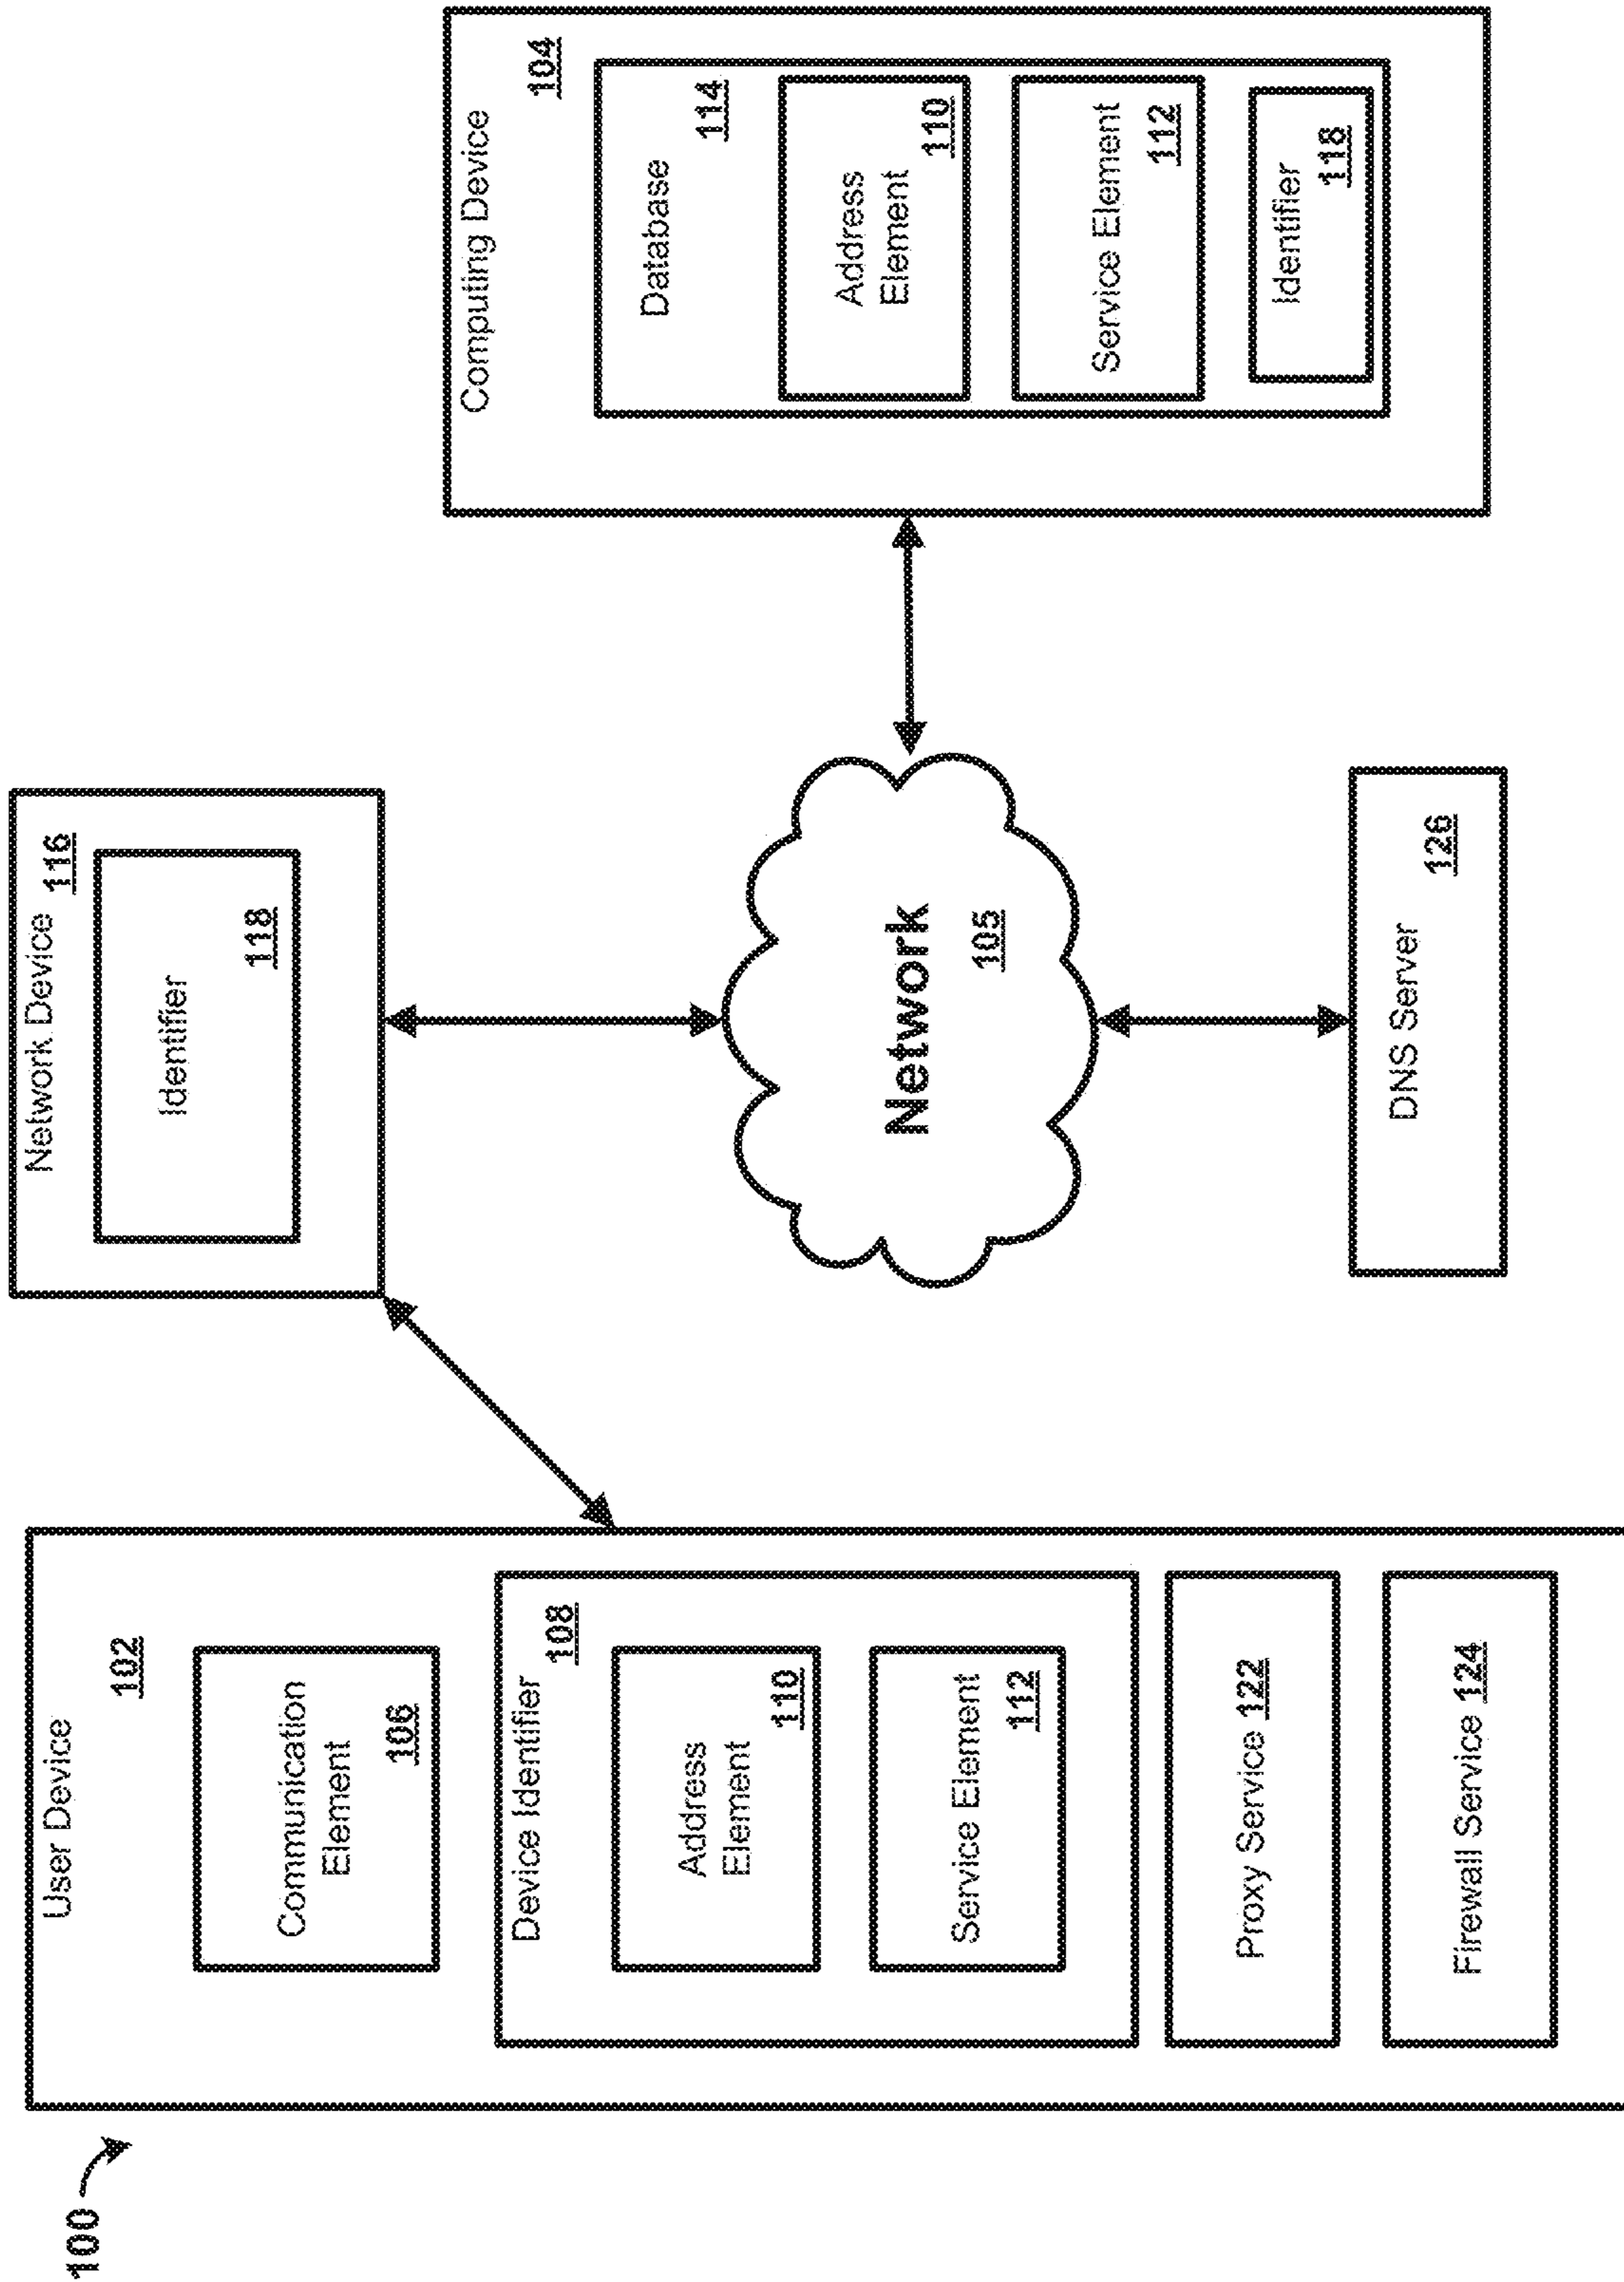 100
User Device
102
Communication
Element
106
Device Identifier
108
Address
Element
110
Service Element
112
Proxy Service 122
Firewall Service 124
Network Device
116
Identifier
118
Network
105
DNS Server
126
Computing Device
104
Database
114
Address
Element
110
Service Element
112
Identifier
118